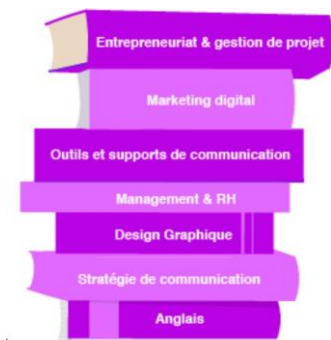 Entrepreneuriat & gestion de projet
Marketing digital
Outils et supports de communication
Management & RH
Design Graphique
Stratégie de communication
Anglais